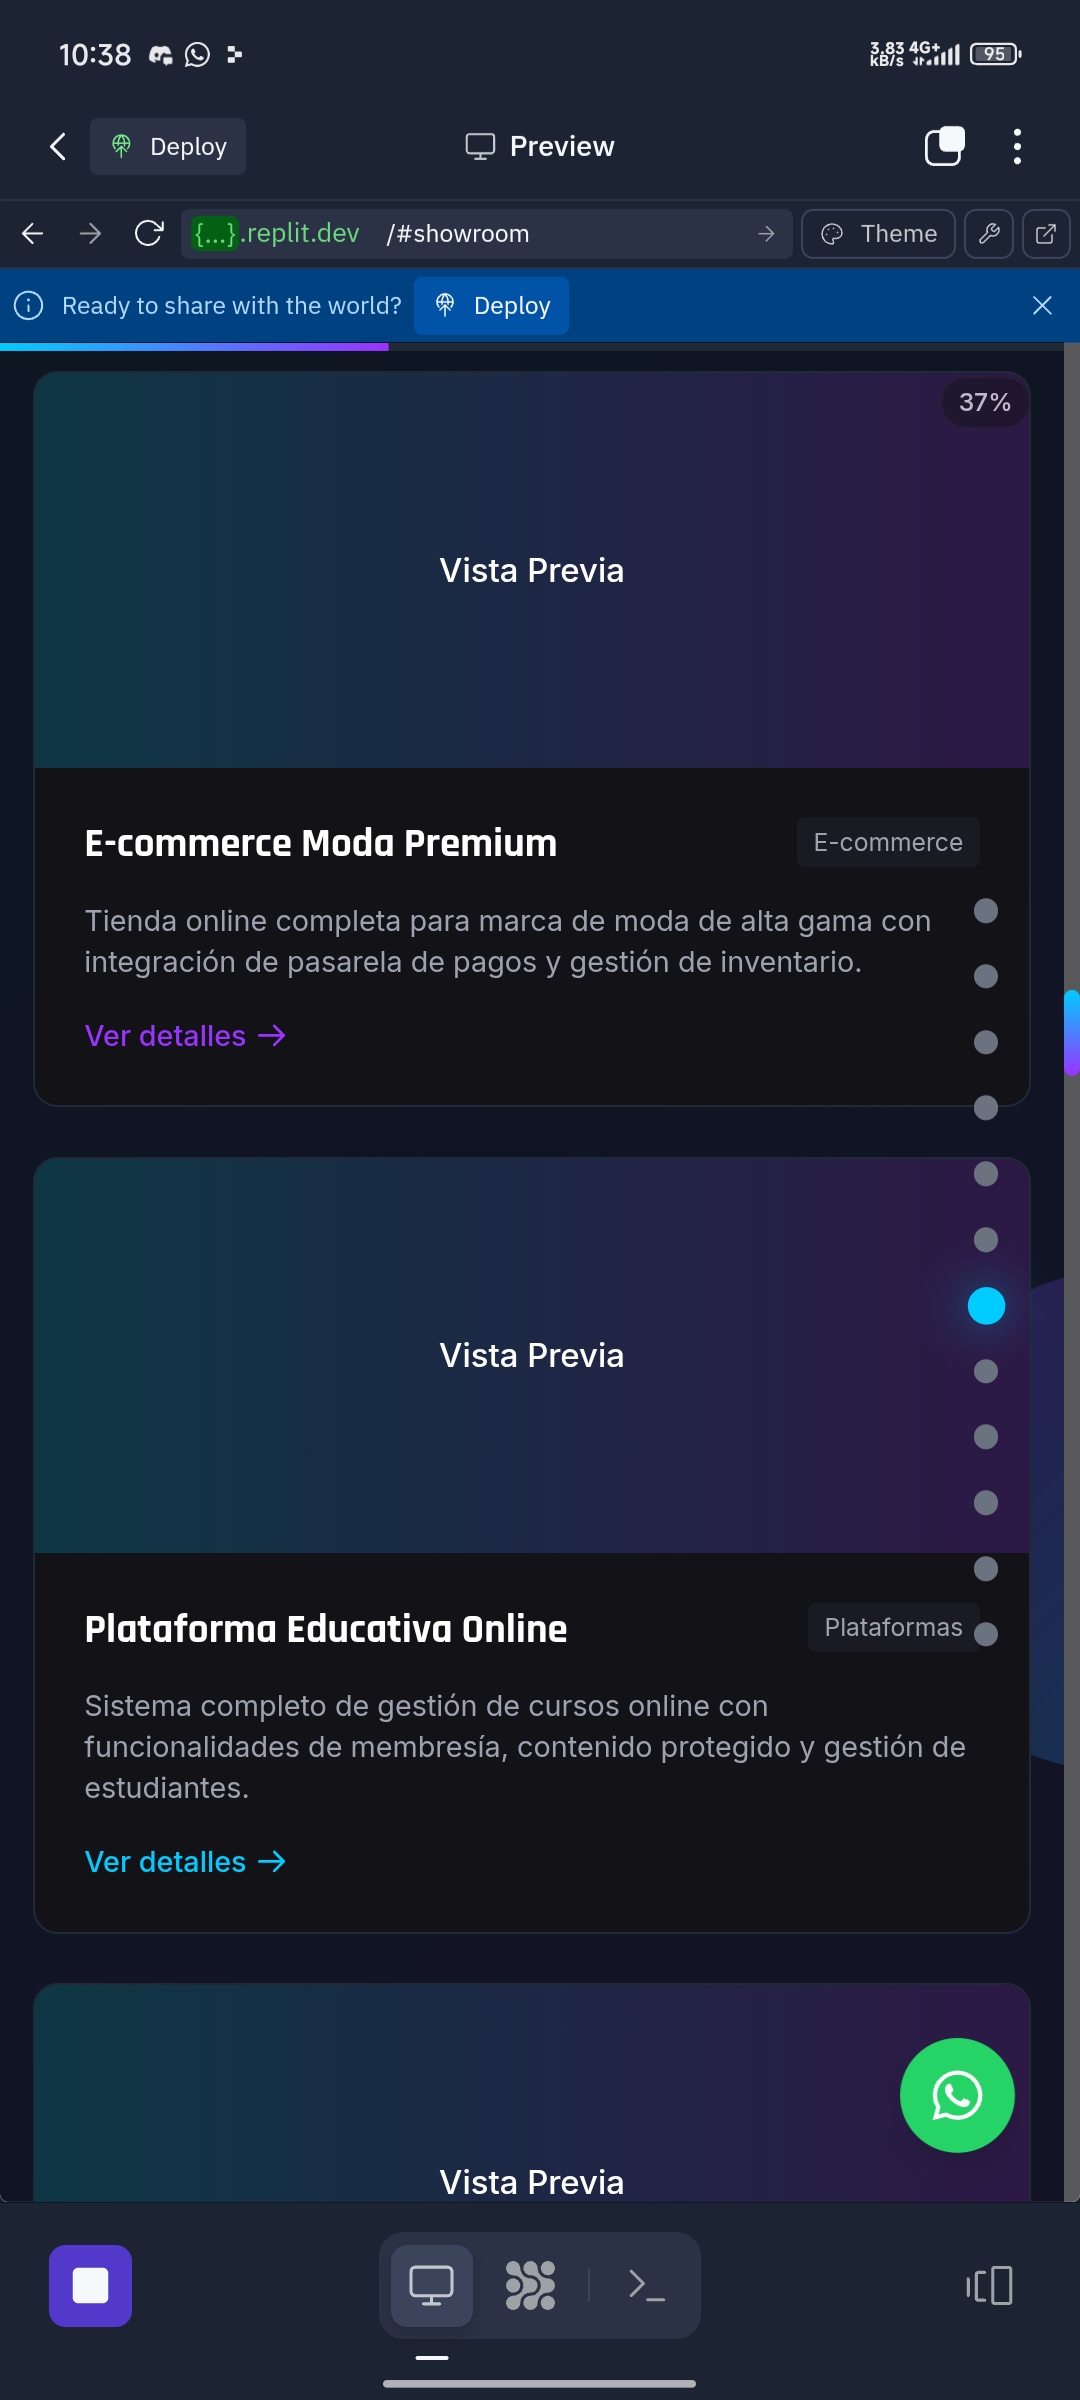 10:38
3.83 4G+
kB/s
95
Deploy
Preview
{...}.replit.dev /#showroom
Theme
Ready to share with the world?
Deploy
37%
Vista Previa
E-commerce Moda Premium
E-commerce
Tienda online completa para marca de moda de alta gama con
integración de pasarela de pagos y gestión de inventario.
Ver detalles →
Vista Previa
Plataforma Educativa Online
Plataformas
Sistema completo de gestión de cursos online con
funcionalidades de membresía, contenido protegido y gestión de
estudiantes.
Ver detalles →
Vista Previa